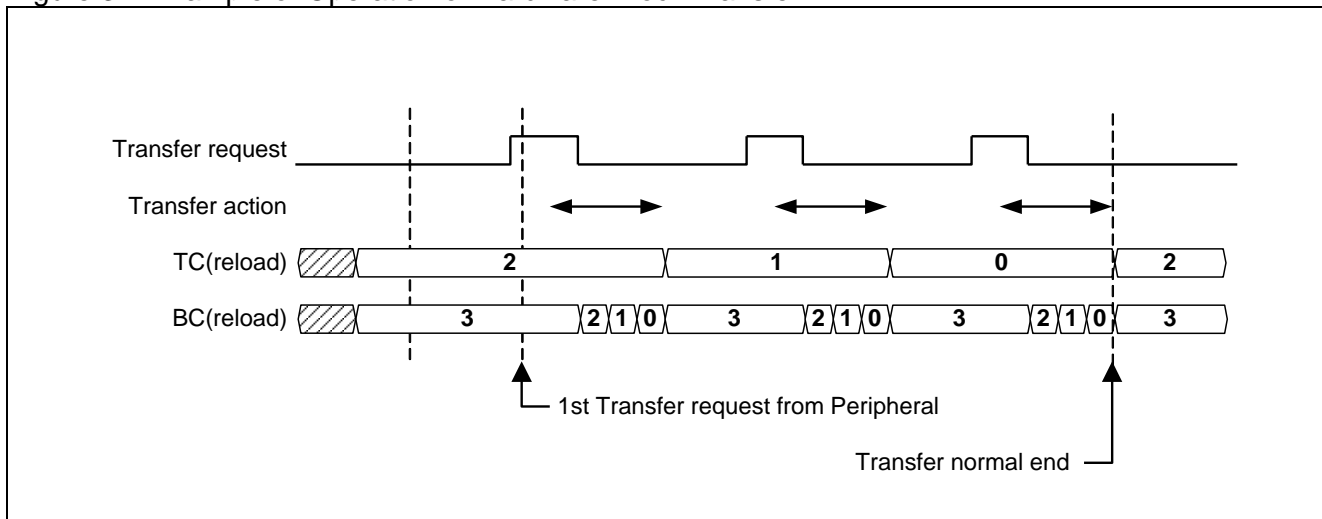 Transfer request
Transfer action
TC(reload) 2 1 0 2
BC(reload) 3 2 1 0 3 2 1 0 3 2 1 0 3
1st Transfer request from Peripheral
Transfer normal end